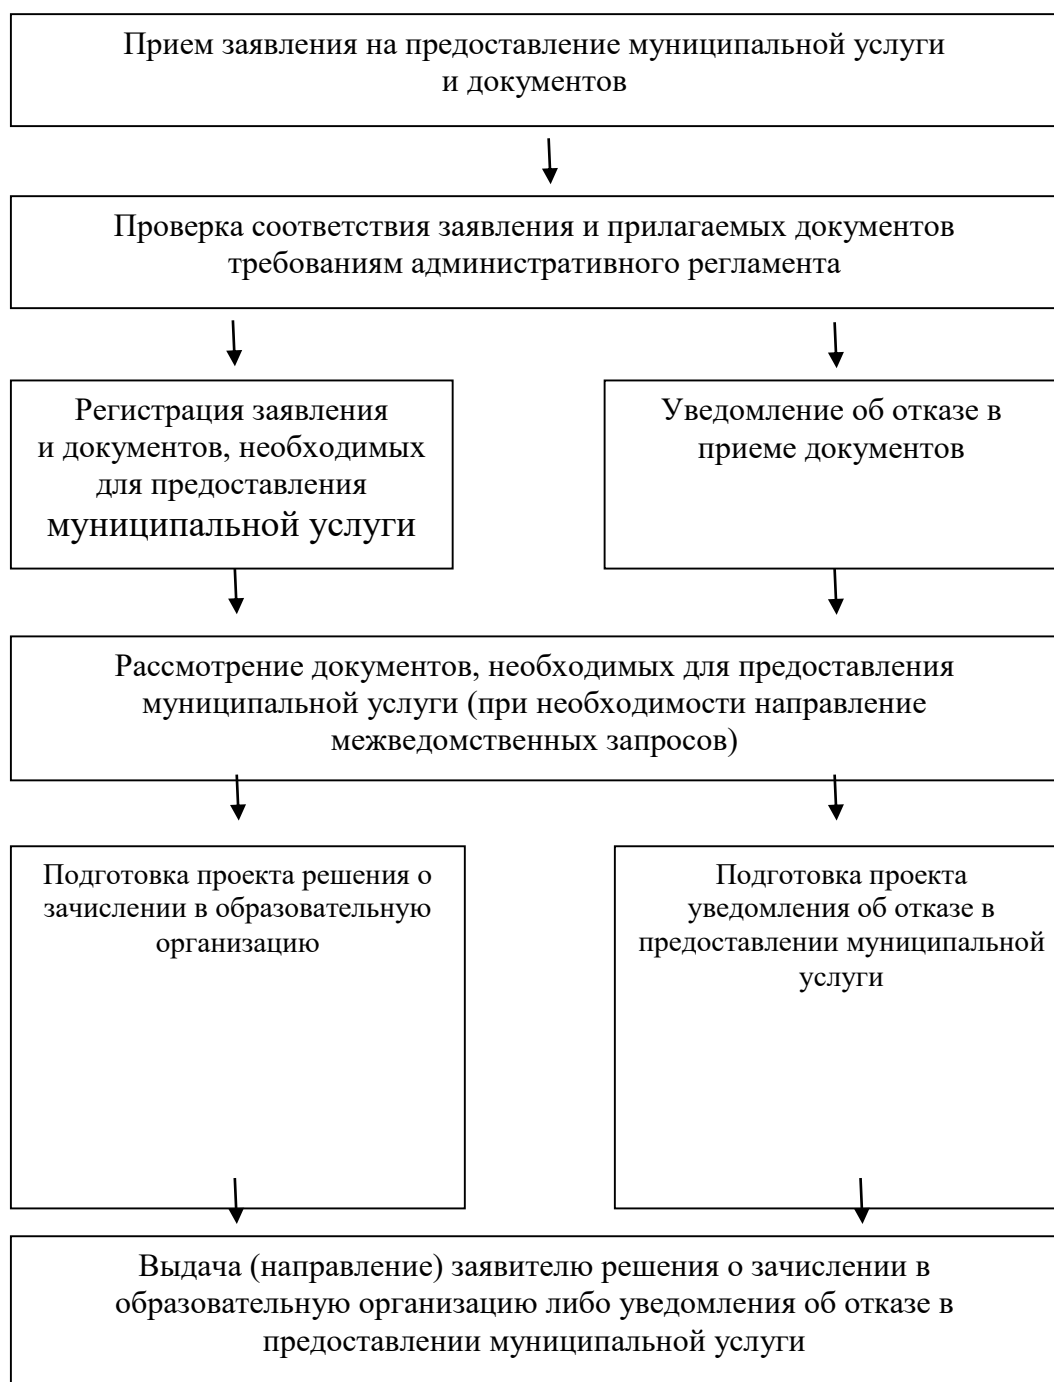 Прием заявления на предоставление муниципальной услуги
и документов
Проверка соответствия заявления и прилагаемых документов
требованиям административного регламента
Регистрация заявления
и документов, необходимых
для предоставления
муниципальной услуги
Уведомление об отказе в
приеме документов
Рассмотрение документов, необходимых для предоставления
муниципальной услуги (при необходимости направление
межведомственных запросов)
Подготовка проекта решения о
зачислении в образовательную
организацию
Подготовка проекта
уведомления об отказе в
предоставлении муниципальной
услуги
Выдача (направление) заявителю решения о зачислении в
образовательную организацию либо уведомления об отказе в
предоставлении муниципальной услуги